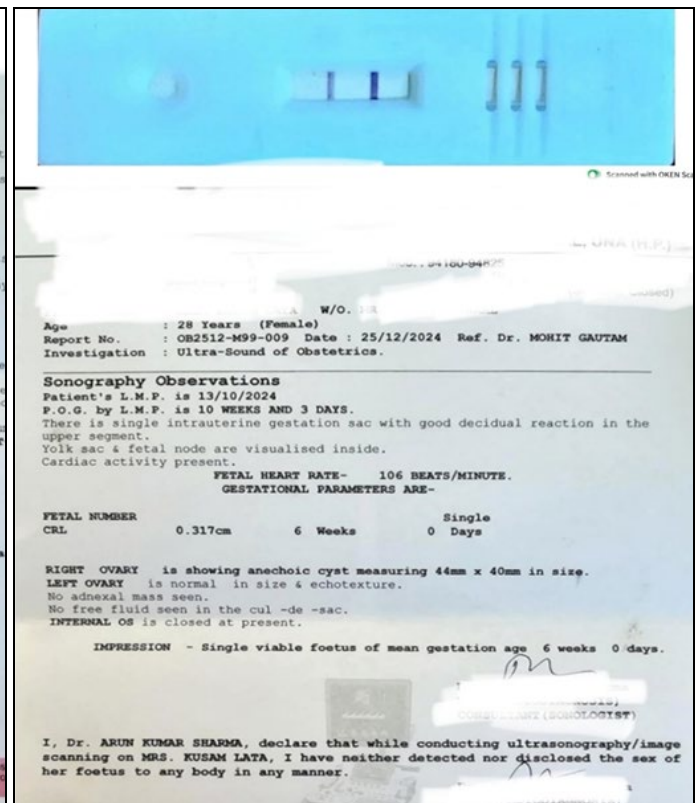 Scanned with OKEN
L, UNA (H.P.)
W/O.
Age : 28 Years (Female)
Report No. : OB2512-M99-009 Date : 25/12/2024 Ref. Dr. MOHIT GAUTAM
Investigation : Ultra-Sound of Obstetrics.
Sonography Observations
Patient's L.M.P. is 13/10/2024
P.O.G. by L.M.P. is 10 WEEKS AND 3 DAYS.
There is single intrauterine gestation sac with good decidual reaction in the
upper segment.
Yolk sac & fetal node are visualised inside.
Cardiac activity present.
FETAL HEART RATE- 106 BEATS/MINUTE.
GESTATIONAL PARAMETERS ARE-
FETAL NUMBER Single
CRL 0.317cm 6 Weeks 0 Days
RIGHT OVARY is showing anechoic cyst measuring 44mm x 40mm in size.
LEFT OVARY is normal in size & echotexture.
No adnexal mass seen.
No free fluid seen in the cul -de -sac.
INTERNAL OS is closed at present.
IMPRESSION - Single viable foetus of mean gestation age 6 weeks 0 days.
CONSULTANT (SONOLOGIST)
I, Dr. ARUN KUMAR SHARMA, declare that while conducting ultrasonography/image
scanning on MRS. KUSAM LATA, I have neither detected nor disclosed the sex of
her foetus to any body in any manner.